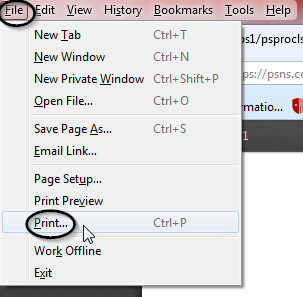 File Edit View History Bookmarks Tools Help
New Tab Ctrl+T
os1/psprocls
New Window Ctrl+N
https://psns.co
New Private Window Ctrl+Shift+P
Open File... Ctrl+O
Save Page As... Ctrl+S
1
Email Link...
Page Setup...
Print Preview
Print... Ctrl+P
Work Offline
Exit